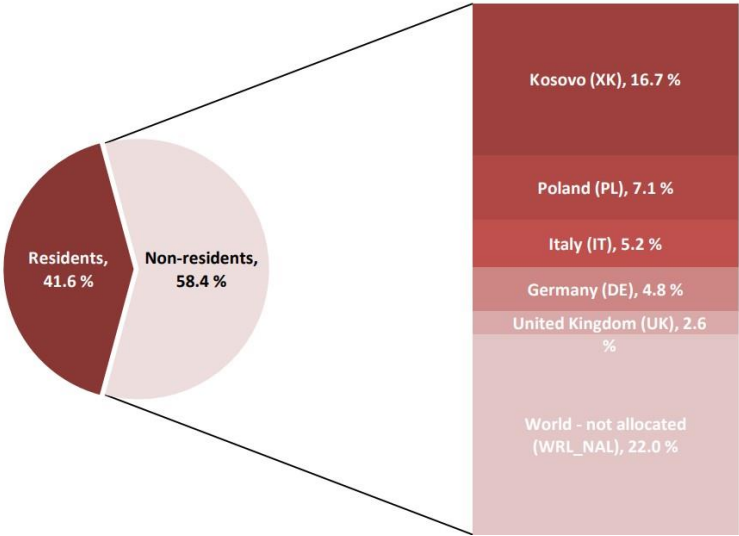 Residents,
41.6 %
Non-residents,
58.4 %
Kosovo (XK), 16.7 %
Poland (PL), 7.1 %
Italy (IT), 5.2 %
Germany (DE), 4.8 %
United Kingdom (UK), 2.6
%
World - not allocated
(WRL_NAL), 22.0 %